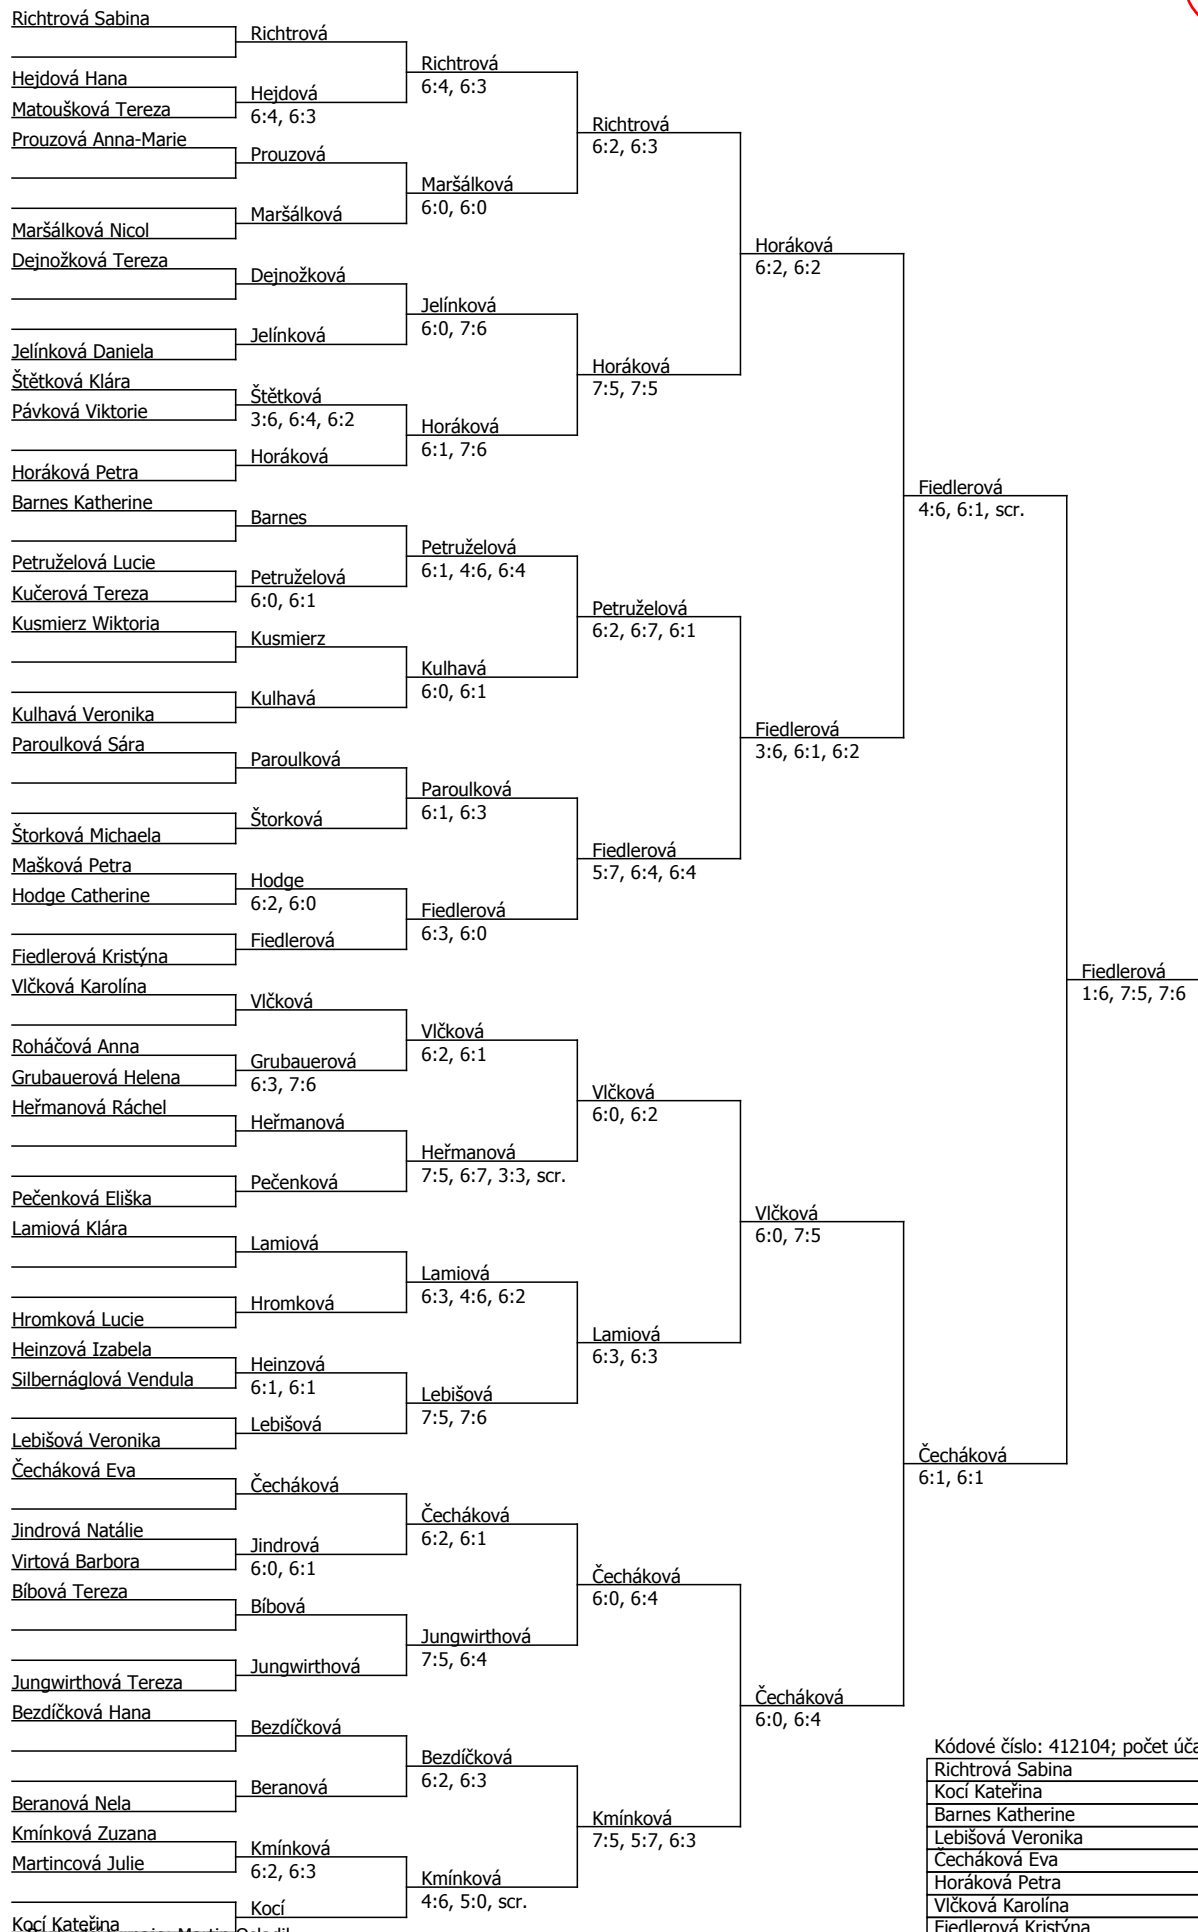 Richtrová Sabina
Richtrová
Richtrová
6:4, 6:3
Hejdová Hana
Hejdová
Matoušková Tereza
6:4, 6:3
Richtrová
6:2, 6:3
Prouzová Anna-Marie
Prouzová
Maršálková
6:0, 6:0
Maršálková
Maršálková Nicol
Horáková
6:2, 6:2
Dejnožková Tereza
Dejnožková
Jelínková
6:0, 7:6
Jelínková
Jelínková Daniela
Horáková
7:5, 7:5
Štětková Klára
Štětková
Pávková Viktorie
3:6, 6:4, 6:2
Horáková
6:1, 7:6
Horáková
Horáková Petra
Fiedlerová
4:6, 6:1, scr.
Barnes Katherine
Barnes
Petruželová
6:1, 4:6, 6:4
Petruželová Lucie
Petruželová
Kučerová Tereza
6:0, 6:1
Petruželová
6:2, 6:7, 6:1
Kusmierz Wiktoria
Kusmierz
Kulhavá
6:0, 6:1
Kulhavá
Kulhavá Veronika
Fiedlerová
3:6, 6:1, 6:2
Paroulková Sára
Paroulková
Paroulková
6:1, 6:3
Štorková
Štorková Michaela
Fiedlerová
5:7, 6:4, 6:4
Mašková Petra
Hodge
Hodge Catherine
6:2, 6:0
Fiedlerová
6:3, 6:0
Fiedlerová
Fiedlerová Kristýna
Fiedlerová
1:6, 7:5, 7:6
Vlčková Karolína
Vlčková
Vlčková
6:2, 6:1
Roháčová Anna
Grubauerová
Grubauerová Helena
6:3, 7:6
Vlčková
6:0, 6:2
Heřmanová Ráchel
Heřmanová
Heřmanová
7:5, 6:7, 3:3, scr.
Pečenková
Pečenková Eliška
Vlčková
6:0, 7:5
Lamiová Klára
Lamiová
Lamiová
6:3, 4:6, 6:2
Hromková
Hromková Lucie
Lamiová
6:3, 6:3
Heinzová Izabela
Heinzová
Silbernáglová Vendula
6:1, 6:1
Lebišová
7:5, 7:6
Lebišová
Lebišová Veronika
Čecháková
6:1, 6:1
Čecháková Eva
Čecháková
Čecháková
6:2, 6:1
Jindrová Natálie
Jindrová
Virtová Barbora
6:0, 6:1
Čecháková
6:0, 6:4
Bíbová Tereza
Bíbová
Jungwirthová
7:5, 6:4
Jungwirthová
Jungwirthová Tereza
Čecháková
6:0, 6:4
Bezdíčková Hana
Bezdíčková
Bezdíčková
6:2, 6:3
Beranová
Beranová Nela
Kmínková
7:5, 5:7, 6:3
Kmínková Zuzana
Kmínková
Martincová Julie
6:2, 6:3
Kmínková
4:6, 5:0, scr.
Kocí
Kocí Kateřina
Kódové číslo: 412104; počet
Richtrová Sabina
Kocí Kateřina
Barnes Katherine
Lebišová Veronika
Čecháková Eva
Horáková Petra
Vlčková Karolína
Fiedlerová Kristýna